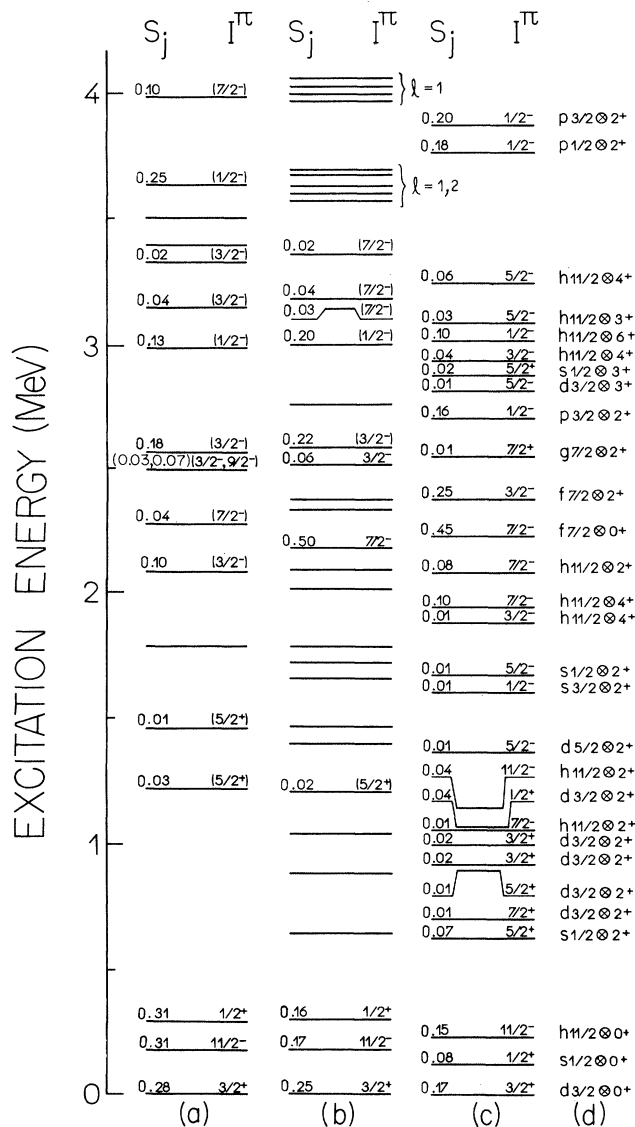 S_j I^π S_j I^π S_j I^π
EXCITATION ENERGY (MeV)
4
3
2
1
0
0.10 (7/2-)
0.25 (1/2-)
0.02 (3/2-)
0.04 (3/2-)
0.13 (1/2-)
0.18 (3/2-)
(0.03,0.07)(3/2-,9/2-)
0.04 (7/2-)
0.10 (3/2-)
0.01 (5/2+)
0.03 (5/2+)
0.31 1/2+
0.31 11/2-
0.28 3/2+
(a)
ℓ = 1
ℓ = 1,2
0.02 (7/2-)
0.04 (7/2-)
0.03 (7/2-)
0.20 (1/2-)
0.22 (3/2-)
0.06 3/2-
0.50 7/2-
0.02 (5/2+)
0.16 1/2+
0.17 11/2-
0.25 3/2+
(b)
0.20 1/2- p3/2⊗2+
0.18 1/2- p1/2⊗2+
0.06 5/2- h11/2⊗4+
0.03 5/2- h11/2⊗3+
0.10 1/2- h11/2⊗6+
0.04 3/2- h11/2⊗4+
0.02 5/2+ s1/2⊗3+
0.01 5/2- d3/2⊗3+
0.16 1/2- p3/2⊗2+
0.01 7/2+ g7/2⊗2+
0.25 3/2- f7/2⊗2+
0.45 7/2- f7/2⊗0+
0.08 7/2- h11/2⊗2+
0.10 7/2- h11/2⊗4+
0.01 3/2- h11/2⊗4+
0.01 5/2- s1/2⊗2+
0.01 1/2- s3/2⊗2+
0.01 5/2- d5/2⊗2+
0.04 11/2- h11/2⊗2+
0.04 1/2+ d3/2⊗2+
0.01 7/2- h11/2⊗2+
0.02 3/2+ d3/2⊗2+
0.02 3/2+ d3/2⊗2+
0.01 5/2+ d3/2⊗2+
0.01 7/2+ d3/2⊗2+
0.07 5/2+ s1/2⊗2+
0.15 11/2- h11/2⊗0+
0.08 1/2+ s1/2⊗0+
0.17 3/2+ d3/2⊗0+
(c) (d)